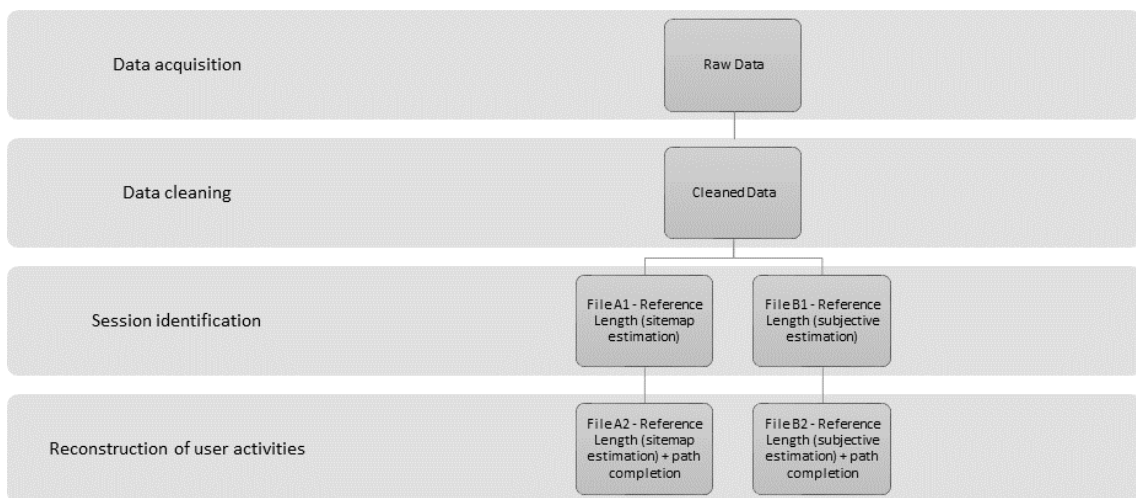 Data acquisition
Raw Data
Data cleaning
Cleaned Data
Session identification
File A1 - Reference
Length (sitemap
estimation)
File B1 - Reference
Length (subjective
estimation)
Reconstruction of user activities
File A2 - Reference
Length (sitemap
estimation) + path
completion
File B2 - Reference
Length (subjective
estimation) + path
completion